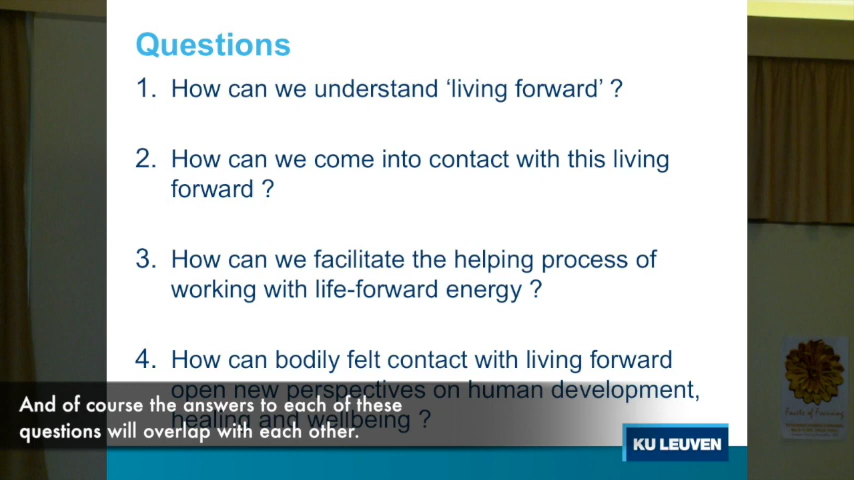 Questions
1. How can we understand ‘living forward’ ?
2. How can we come into contact with this living
forward ?
3. How can we facilitate the helping process of
working with life-forward energy ?
4. How can bodily felt contact with living forward
open new perspectives on human development,
healing and wellbeing ?
And of course the answers to each of these
questions will overlap with each other.
KU LEUVEN